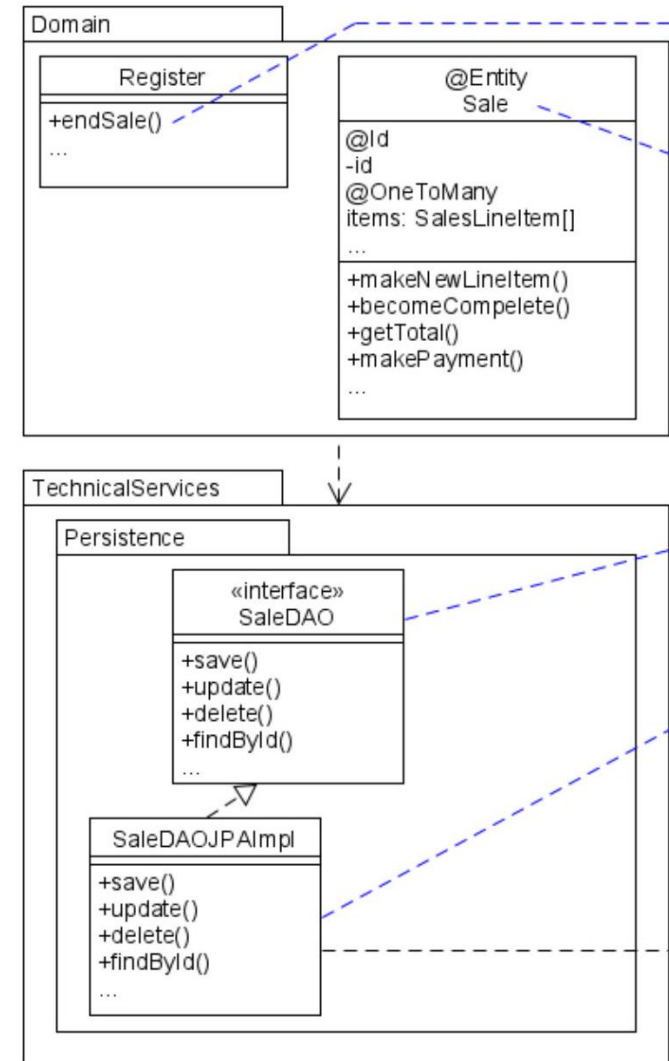 Domain
Register
+endSale()
...
@Entity
Sale
@Id
-id
@OneToMany
items: SalesLineItem[]
...
+makeNewLineItem()
+becomeCompelete()
+getTotal()
+makePayment()
...
TechnicalServices
Persistence
«interface»
SaleDAO
+save()
+update()
+delete()
+findById()
...
SaleDAOJPAImpl
+save()
+update()
+delete()
+findById()
...